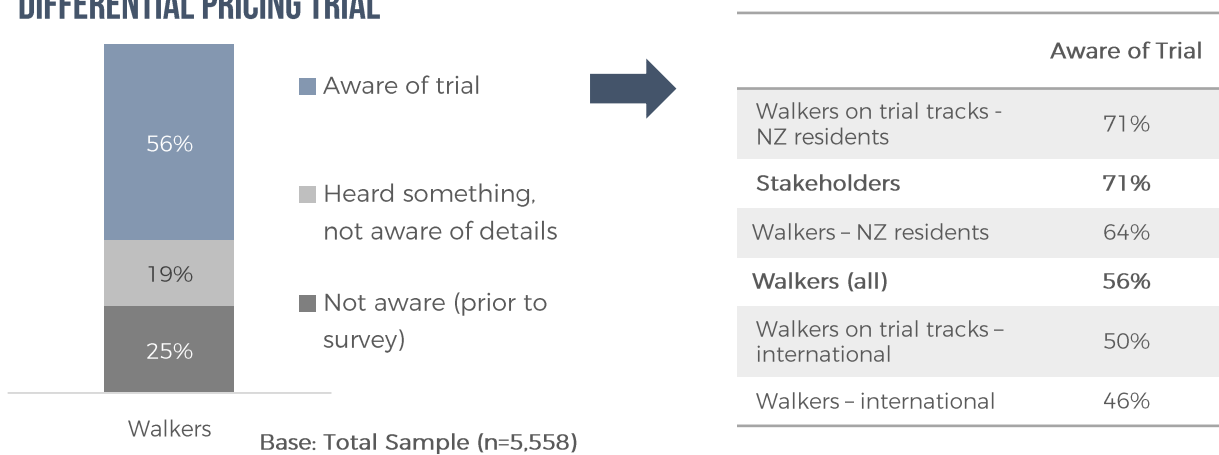 DIFFERENTIAL PRICING TRIAL
56%
19%
25%
Walkers
Aware of trial
Heard something,
not aware of details
Not aware (prior to
survey)
Base: Total Sample (n=5,558)
Aware of Trial
Walkers on trial tracks -
NZ residents
71%
Stakeholders 71%
Walkers – NZ residents 64%
Walkers (all) 56%
Walkers on trial tracks –
international
50%
Walkers – international 46%